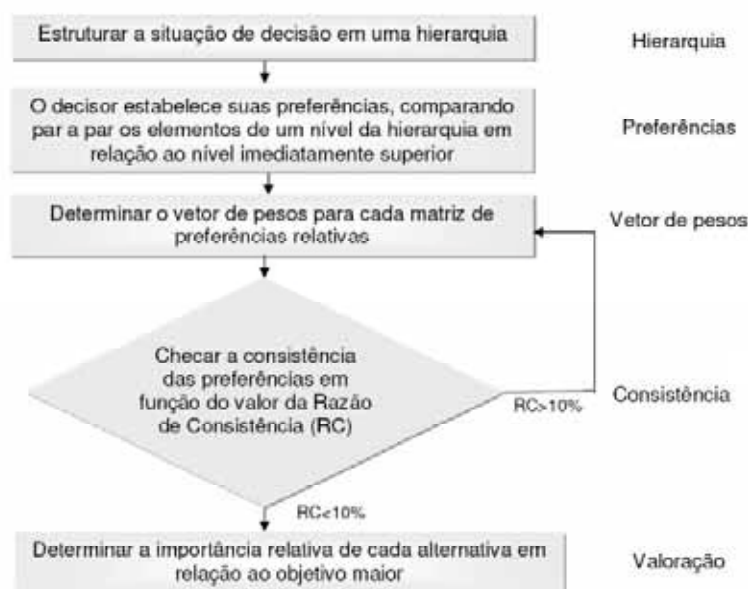 Estruturar a situação de decisão em uma hierarquia
Hierarquia
O decisor estabelece suas preferências, comparando
par a par os elementos de um nível da hierarquia em
relação ao nível imediatamente superior
Preferências
Determinar o vetor de pesos para cada matriz de
preferências relativas
Vetor de pesos
Checar a consistência
das preferências em
função do valor da Razão
de Consistência (RC)
RC>10%
Consistência
RC<10%
Determinar a importância relativa de cada alternativa em
relação ao objetivo maior
Valoração